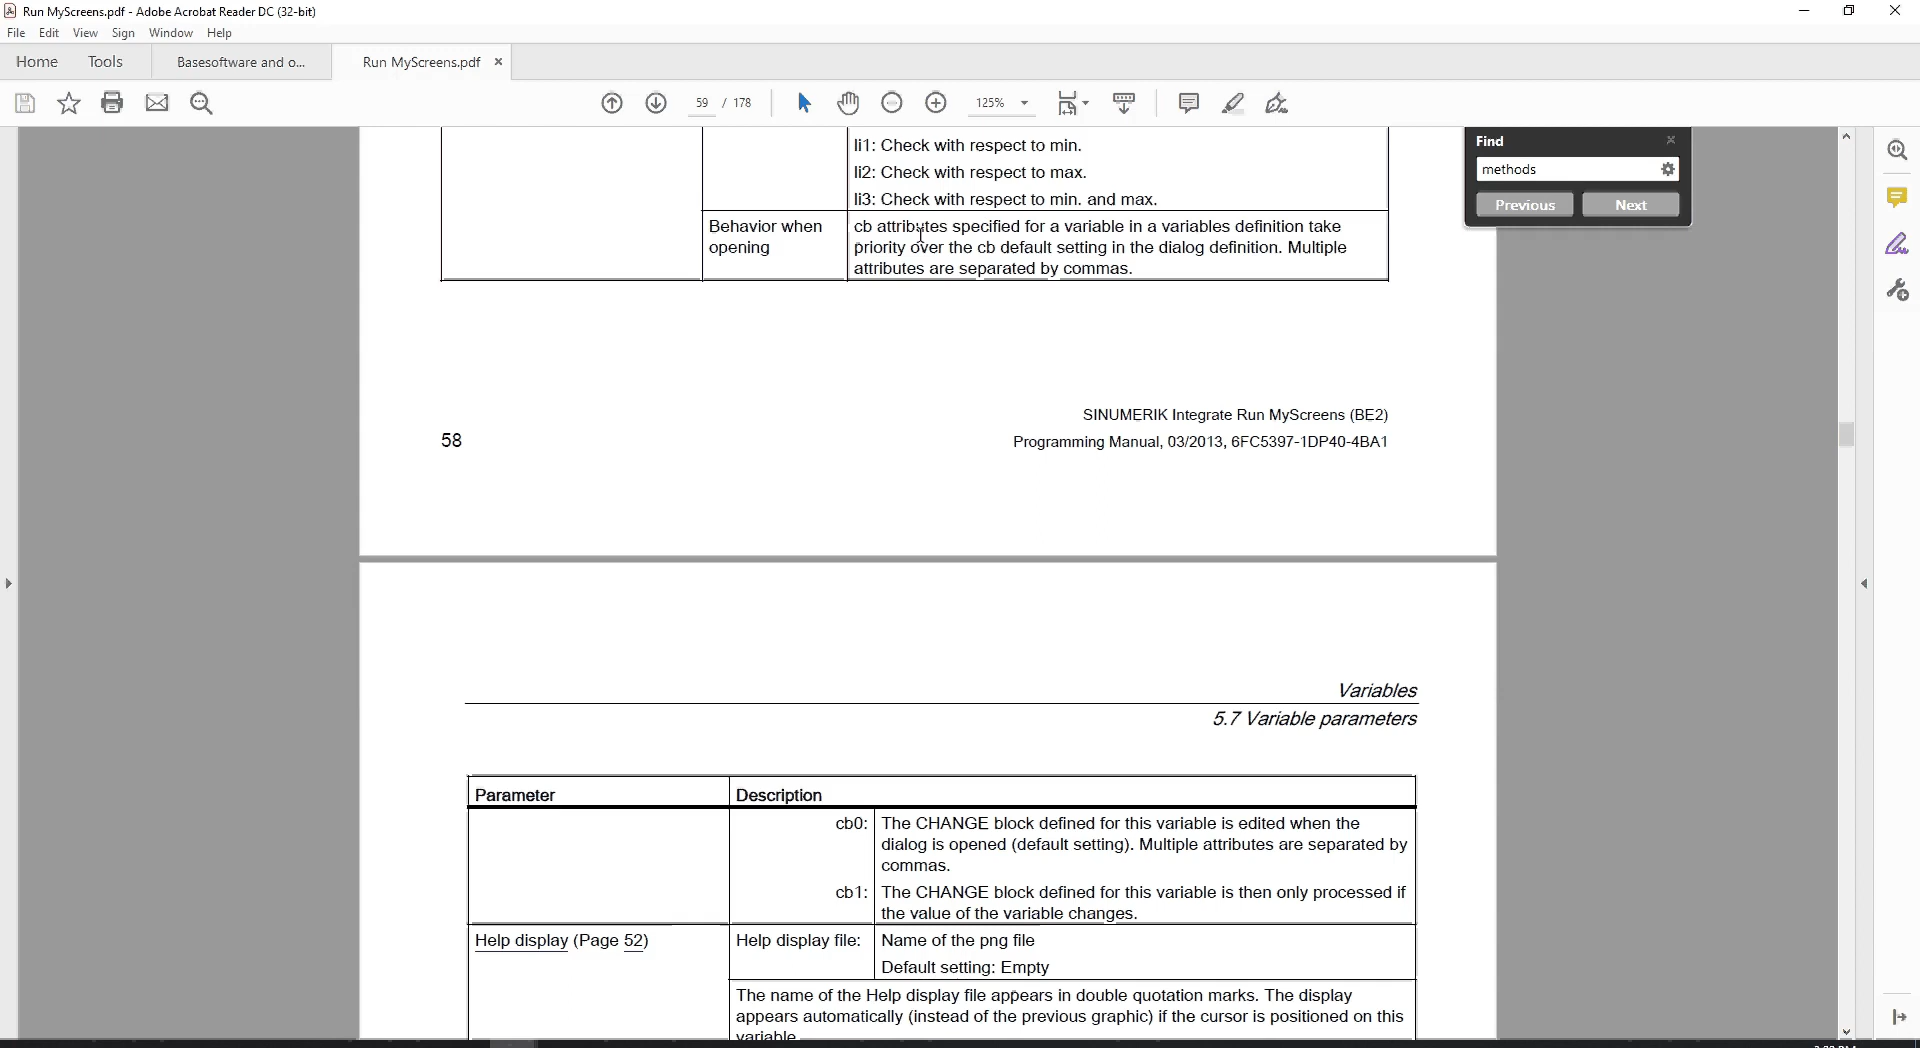 Run MyScreens.pdf - Adobe Acrobat Reader DC (32-bit)
File Edit View Sign Window Help
Home Tools Basesoftware and o... Run MyScreens.pdf ×
59 / 178 125%
li1: Check with respect to min.
li2: Check with respect to max.
li3: Check with respect to min. and max.
Behavior when opening
cb attributes specified for a variable in a variables definition take
priority over the cb default setting in the dialog definition. Multiple
attributes are separated by commas.
Find
methods
Previous Next
SINUMERIK Integrate Run MyScreens (BE2)
58 Programming Manual, 03/2013, 6FC5397-1DP40-4BA1
Variables
5.7 Variable parameters
Parameter Description
cb0: The CHANGE block defined for this variable is edited when the
dialog is opened (default setting). Multiple attributes are separated by
commas.
cb1: The CHANGE block defined for this variable is then only processed if
the value of the variable changes.
Help display (Page 52) Help display file: Name of the png file
Default setting: Empty
The name of the Help display file appears in double quotation marks. The display
appears automatically (instead of the previous graphic) if the cursor is positioned on this
variable